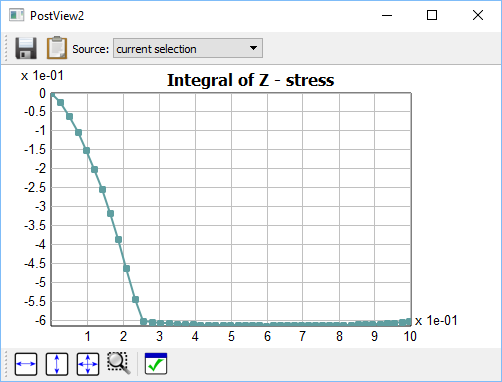 PostView2
Source: current selection
x 1e-01
Integral of Z - stress
0
-0.5
-1
-1.5
-2
-2.5
-3
-3.5
-4
-4.5
-5
-5.5
-6
x 1e-01
1 2 3 4 5 6 7 8 9 10